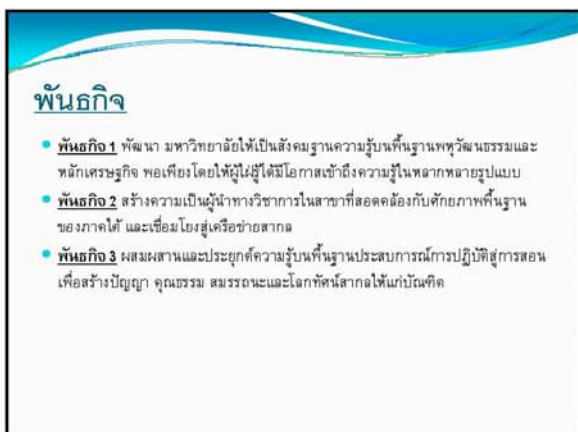 พันธกิจ
พันธกิจ 1 พัฒนา มหาวิทยาลัยให้เป็นสังคมฐานความรู้บนพื้นฐานพหุวัฒนธรรมและ
หลักเศรษฐกิจ พอเพียงโดยให้ผู้ใฝ่รู้ได้มีโอกาสเข้าถึงความรู้ในหลากหลายรูปแบบ
พันธกิจ 2 สร้างความเป็นผู้นำทางวิชาการในสาขาที่สอดคล้องกับศักยภาพพื้นฐาน
ของภาคใต้ และเชื่อมโยงสู่เครือข่ายสากล
พันธกิจ 3 ผสมผสานและประยุกต์ความรู้บนพื้นฐานประสบการณ์การปฏิบัติสู่การสอน
เพื่อสร้างปัญญา คุณธรรม สมรรถนะและโลกทัศน์สากลให้แก่บัณฑิต